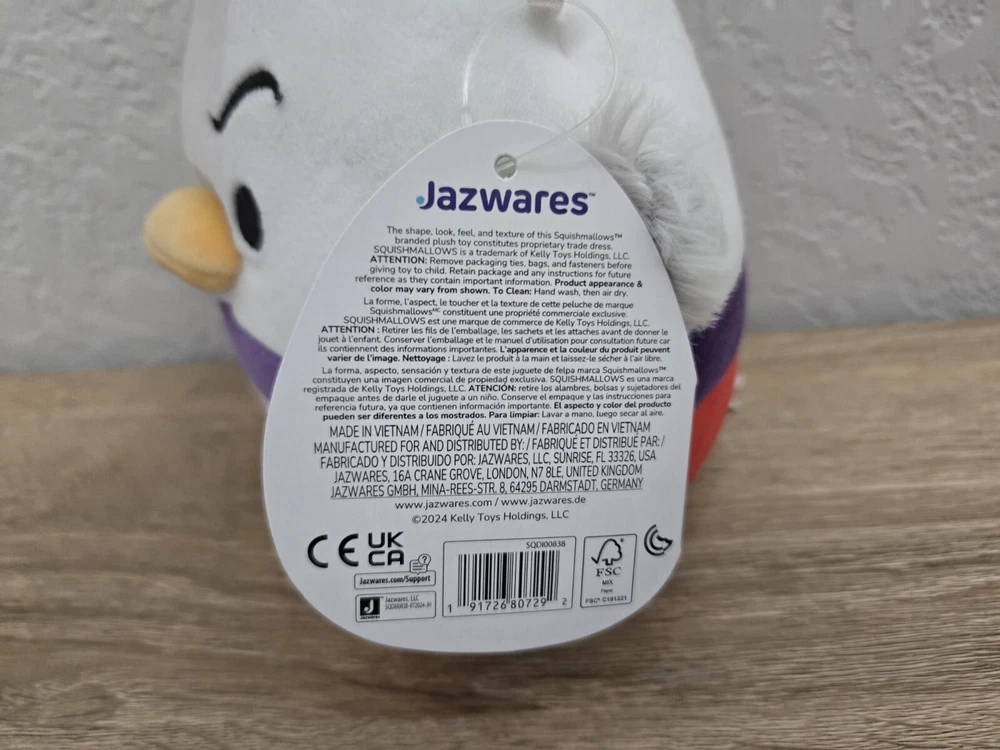 Jazwares™
The shape, look, feel, and texture of this Squishmallows™
branded plush toy constitutes proprietary trade dress.
SQUISHMALLOWS is a trademark of Kelly Toys Holdings, LLC.
ATTENTION: Remove packaging ties, bags, and fasteners before
giving toy to child. Retain package and any instructions for future
reference as they contain important information. Product appearance &
color may vary from shown. To Clean: Hand wash, then air dry.
La forme, l'aspect, le toucher et la texture de cette peluche de marque
Squishmallows ᴹᶜ constituent une propriété commerciale exclusive.
SQUISHMALLOWS est une marque de commerce de Kelly Toys Holdings, LLC.
ATTENTION : Retirer les fils de l'emballage, les sachets et les attaches avant de donner le
jouet à l'enfant. Conserver l'emballage et le manuel d'utilisation pour consultation future car
ils contiennent des informations importantes. L'apparence et la couleur du produit peuvent
varier de l'image. Nettoyage : Lavez le produit à la main et laissez-le sécher à l'air libre.
La forma, aspecto, sensación y textura de este juguete de felpa marca Squishmallows™
constituyen una imagen comercial de propiedad exclusiva. SQUISHMALLOWS es una marca
registrada de Kelly Toys Holdings, LLC. ATENCIÓN: retire los alambres, bolsas y sujetadores del
empaque antes de darle el juguete a un niño. Conserve el empaque y las instrucciones para
referencia futura, ya que contienen información importante. El aspecto y color del producto
pueden ser diferentes a los mostrados. Para limpiar: Lavar a mano, luego secar al aire.
MADE IN VIETNAM / FABRIQUÉ AU VIETNAM / FABRICADO EN VIETNAM
MANUFACTURED FOR AND DISTRIBUTED BY: / FABRIQUÉ ET DISTRIBUÉ PAR: /
FABRICADO Y DISTRIBUIDO POR: JAZWARES, LLC, SUNRISE, FL 33326, USA
JAZWARES, 16A CRANE GROVE, LONDON, N7 8LE, UNITED KINGDOM
JAZWARES GMBH, MINA-REES-STR. 8, 64295 DARMSTADT, GERMANY
www.jazwares.com / www.jazwares.de
©2024 Kelly Toys Holdings, LLC
CE UK CA
Jazwares.com/Support
J JAZWARES
Jazwares, LLC
SQDI00838
1 91726 80729 2
FSC
MIX
Paper
FSC® C191221